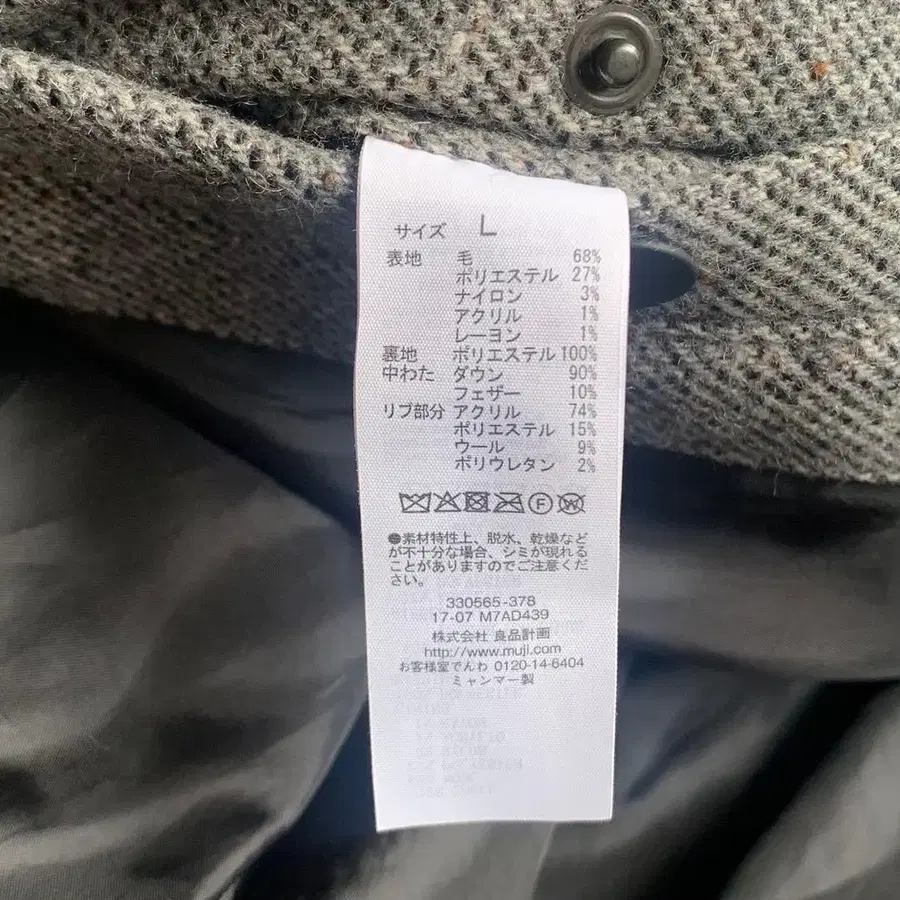 サイズ L
表地 毛 68%
ポリエステル 27%
ナイロン 3%
アクリル 1%
レーヨン 1%
裏地 ポリエステル 100%
中わた ダウン 90%
フェザー 10%
リブ部分 アクリル 74%
ポリエステル 15%
ウール 9%
ポリウレタン 2%
F W
●素材特性上、脱水、乾燥など
が不十分な場合、シミが現れる
ことがありますのでご注意くだ
さい。
330565-378
17-07 M7AD439
株式会社 良品計画
http://www.muji.com
お客様室でんわ 0120-14-6404
ミャンマー製